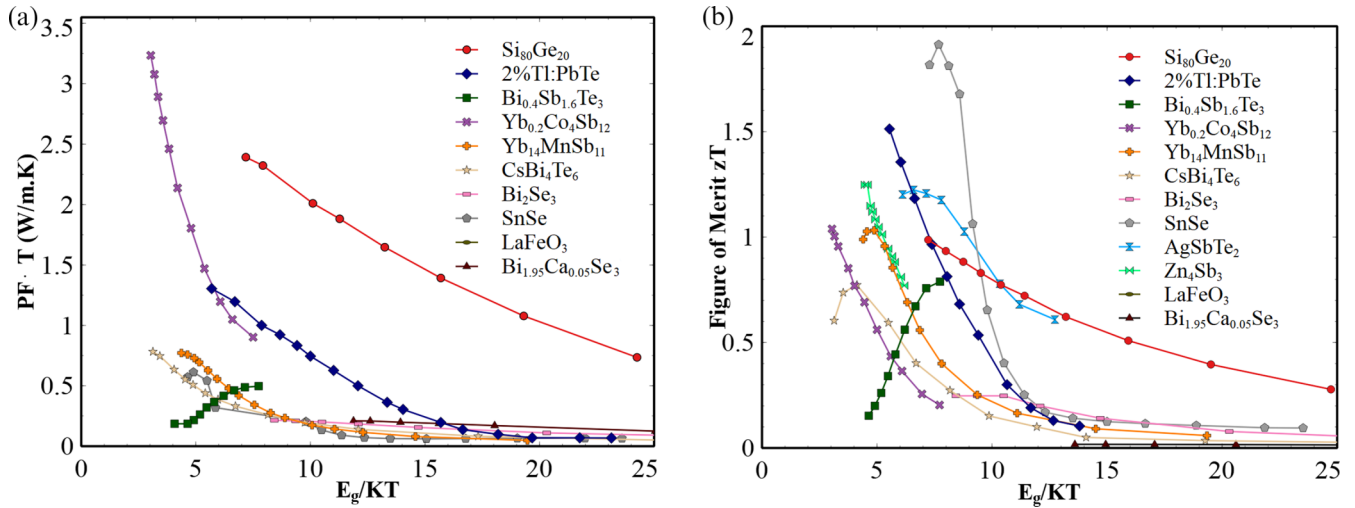 (a)
PF· T (W/m.K)
3.5
3
2.5
2
1.5
1
0.5
0
0
5
10
15
20
25
E₉/KT
Si₈₀Ge₂₀
2%Tl:PbTe
Bi₀.₄Sb₁.₆Te₃
Yb₀.₂Co₄Sb₁₂
Yb₁₄MnSb₁₁
CsBi₄Te₆
Bi₂Se₃
SnSe
LaFeO₃
Bi₁.₉₅Ca₀.₀₅Se₃
(b)
Figure of Merit zT
2
1.5
1
0.5
0
0
5
10
15
20
25
E_g/KT
Si₈₀Ge₂₀
2%Tl:PbTe
Bi₀.₄Sb₁.₆Te₃
Yb₀.₂Co₄Sb₁₂
Yb₁₄MnSb₁₁
CsBi₄Te₆
Bi₂Se₃
SnSe
AgSbTe₂
Zn₄Sb₃
LaFeO₃
Bi₁.₉₅Ca₀.₀₅Se₃